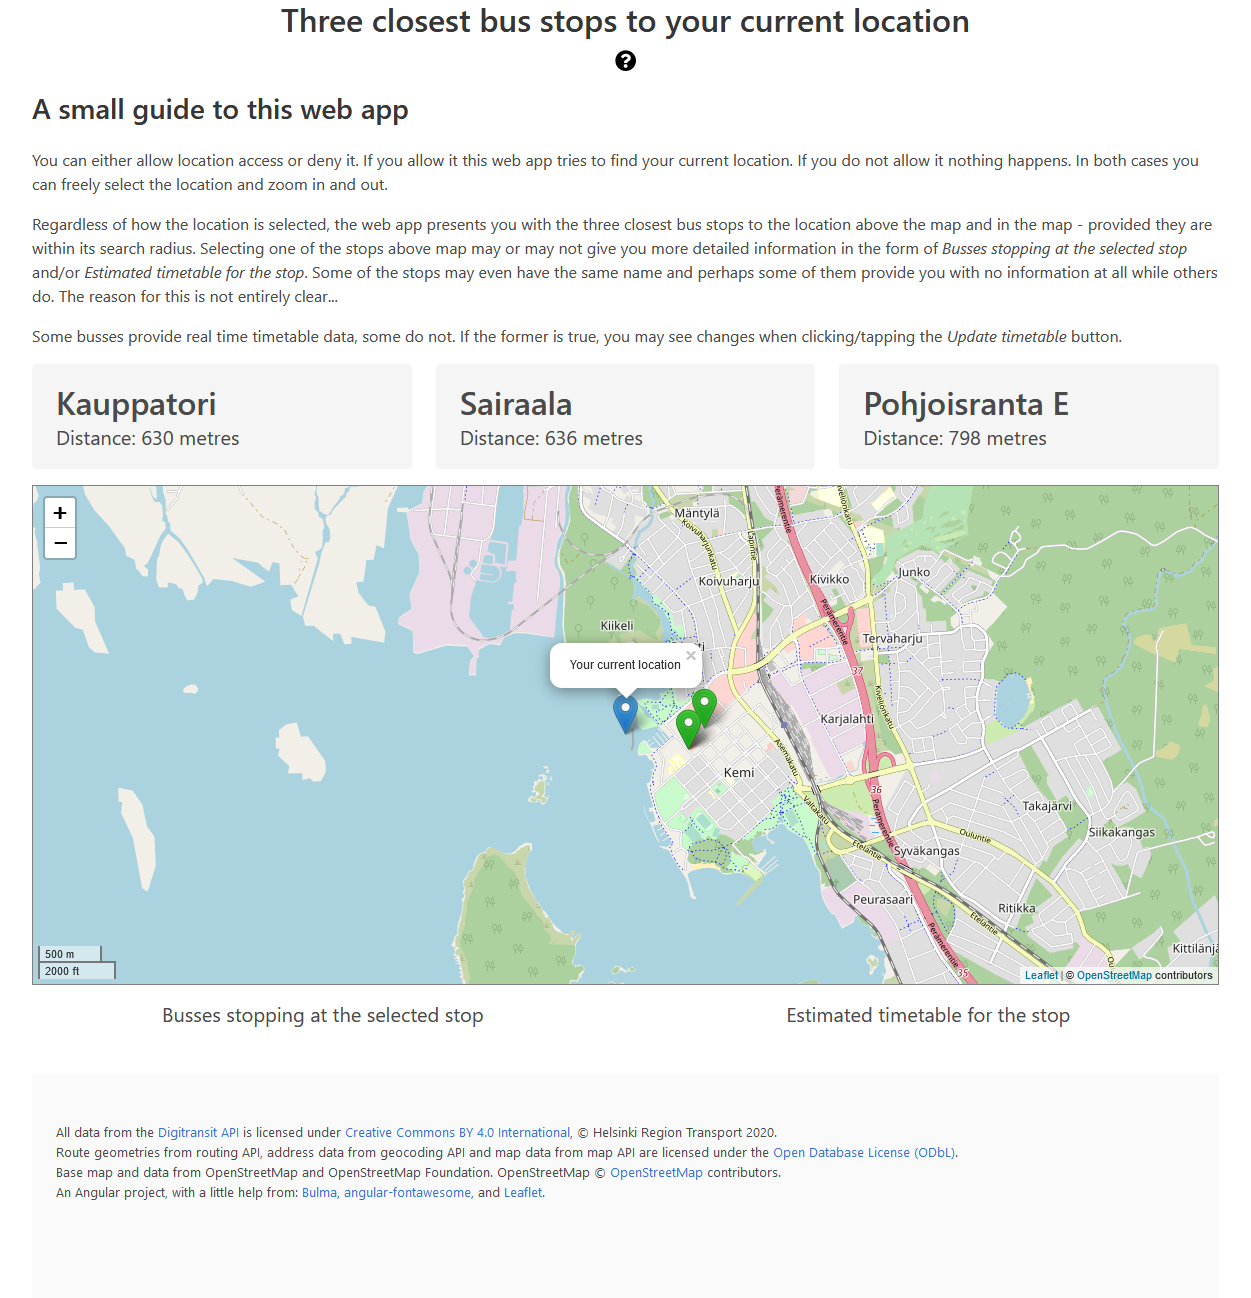 Three closest bus stops to your current location
?
A small guide to this web app
You can either allow location access or deny it. If you allow it this web app tries to find your current location. If you do not allow it nothing happens. In both cases you
can freely select the location and zoom in and out.
Regardless of how the location is selected, the web app presents you with the three closest bus stops to the location above the map and in the map - provided they are
within its search radius. Selecting one of the stops above map may or may not give you more detailed information in the form of Busses stopping at the selected stop
and/or Estimated timetable for the stop. Some of the stops may even have the same name and perhaps some of them provide you with no information at all while others
do. The reason for this is not entirely clear...
Some busses provide real time timetable data, some do not. If the former is true, you may see changes when clicking/tapping the Update timetable button.
Kauppatori
Distance: 630 metres
Sairaala
Distance: 636 metres
Pohjoisranta E
Distance: 798 metres
+
−
Mäntylä
Koivuharjunkatu
Lapintie
Perämerentie
Kivelionkatu
Koivuharju
Kivikko
Junko
Perämerentie
Kiikeli
Tervaharju
Your current location
×
37
Kivelionkatu
Karjalahti
Kemi
Asemakatu
36
Valtakatu
Perämerentie
Takajärvi
Siikakangas
Ouluntie
Eteläntie
Syväkangas
Peurasaari
Ritikka
Eteläntie
Perämerentie
35
Kittilänjä
500 m
2000 ft
Leaflet | © OpenStreetMap contributors
Busses stopping at the selected stop
Estimated timetable for the stop
All data from the Digitransit API is licensed under Creative Commons BY 4.0 International, © Helsinki Region Transport 2020.
Route geometries from routing API, address data from geocoding API and map data from map API are licensed under the Open Database License (ODbL).
Base map and data from OpenStreetMap and OpenStreetMap Foundation. OpenStreetMap © OpenStreetMap contributors.
An Angular project, with a little help from: Bulma, angular-fontawesome, and Leaflet.